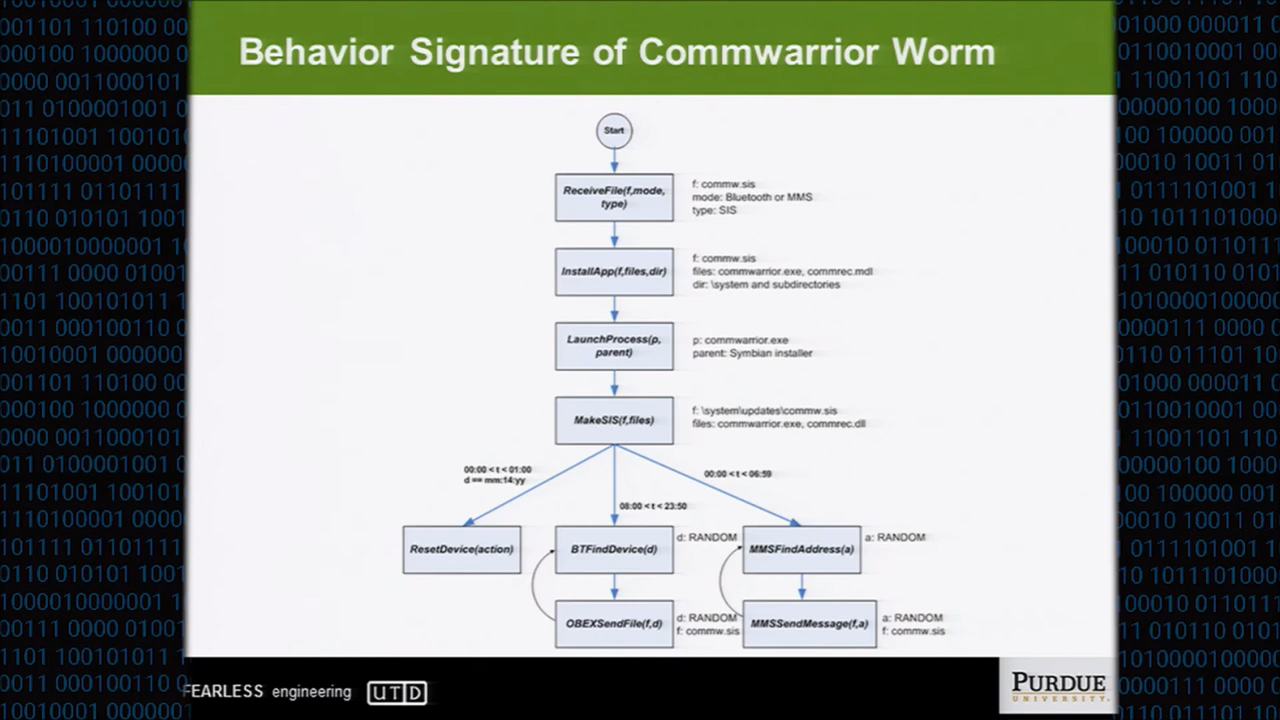 Behavior Signature of Commwarrior Worm
Start
ReceiveFile(f,mode,
type)
f: commw.sis
mode: Bluetooth or MMS
type: SIS
InstallApp(f,files,dir)
f: commw.sis
files: commwarrior.exe, commrec.mdl
dir: \system and subdirectories
LaunchProcess(p,
parent)
p: commwarrior.exe
parent: Symbian installer
MakeSIS(f,files)
f: \system\updates\commw.sis
files: commwarrior.exe, commrec.dll
00:00 < t < 01:00
d == mm:14:yy
08:00 < t < 23:50
00:00 < t < 06:59
ResetDevice(action)
BTFindDevice(d)
d: RANDOM
MMSFindAddress(a)
a: RANDOM
OBEXSendFile(f,d)
d: RANDOM
f: commw.sis
MMSSendMessage(f,a)
a: RANDOM
f: commw.sis
FEARLESS engineering
UTD
PURDUE
UNIVERSITY